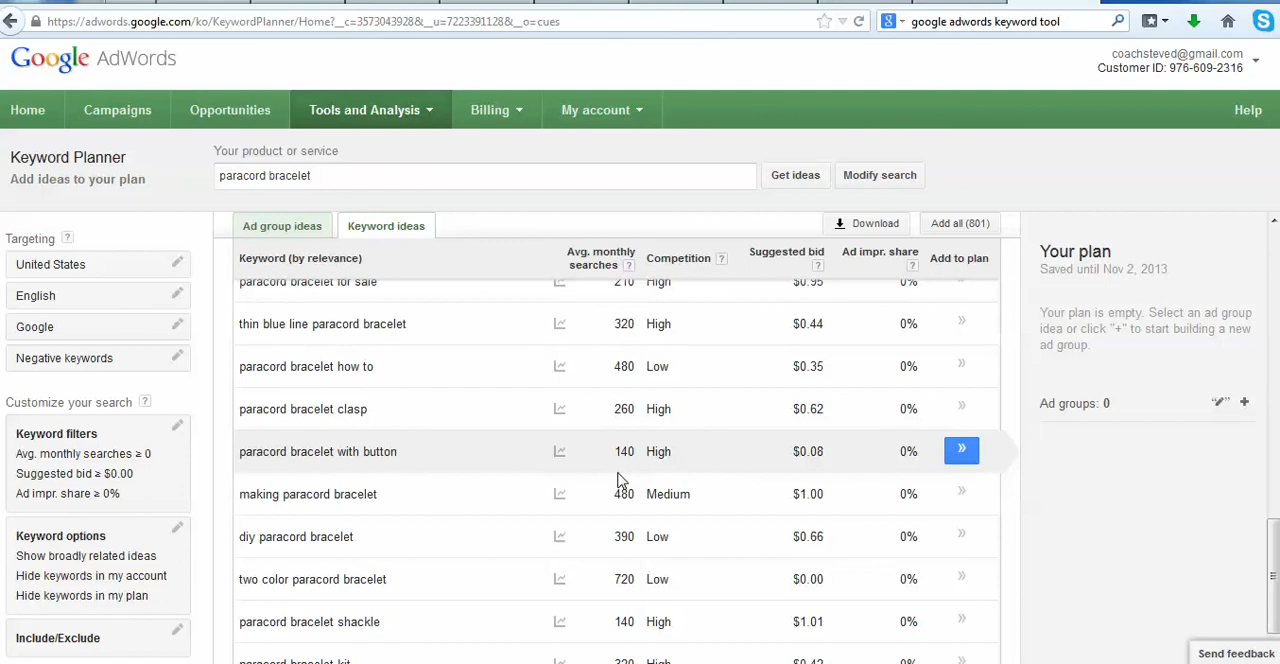 https://adwords.google.com/ko/KeywordPlanner/Home?__c=3573043928&__u=7223391128&__o=cues
google adwords keyword tool
Google AdWords
coachsteved@gmail.com
Customer ID: 976-609-2316
Home
Campaigns
Opportunities
Tools and Analysis
Billing
My account
Help
Keyword Planner
Add ideas to your plan
Your product or service
paracord bracelet
Get ideas
Modify search
Targeting ?
United States
English
Google
Negative keywords
Customize your search ?
Keyword filters
Avg. monthly searches ≥ 0
Suggested bid ≥ $0.00
Ad impr. share ≥ 0%
Keyword options
Show broadly related ideas
Hide keywords in my account
Hide keywords in my plan
Include/Exclude
Ad group ideas
Keyword ideas
Download
Add all (801)
Keyword (by relevance)
Avg. monthly
searches ?
Competition ?
Suggested bid
?
Ad impr. share
?
Add to plan
paracord bracelet for sale 210 High $0.95 0%
thin blue line paracord bracelet 320 High $0.44 0% »
paracord bracelet how to 480 Low $0.35 0% »
paracord bracelet clasp 260 High $0.62 0% »
paracord bracelet with button 140 High $0.08 0% »
making paracord bracelet 480 Medium $1.00 0% »
diy paracord bracelet 390 Low $0.66 0% »
two color paracord bracelet 720 Low $0.00 0% »
paracord bracelet shackle 140 High $1.01 0% »
paracord bracelet kit 320 High $0.42 0% »
Your plan
Saved until Nov 2, 2013
Your plan is empty. Select an ad group
idea or click "+" to start building a new
ad group.
Ad groups: 0
Send feedback